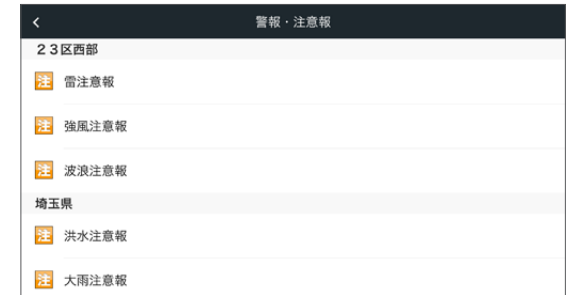 警報・注意報
２３区西部
注 雷注意報
注 強風注意報
注 波浪注意報
埼玉県
注 洪水注意報
注 大雨注意報